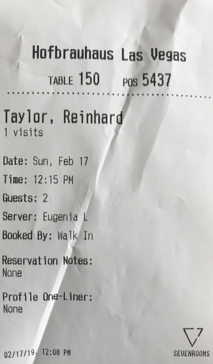 Hofbrauhaus Las Vegas
TABLE 150 POS 5437
Taylor, Reinhard
1 visits
Date: Sun, Feb 17
Time: 12:15 PM
Guests: 2
Server: Eugenia L
Booked By: Walk In
Reservation Notes:
None
Profile One-Liner:
None
02/17/19- 12:08 PM
SEVENROOMS